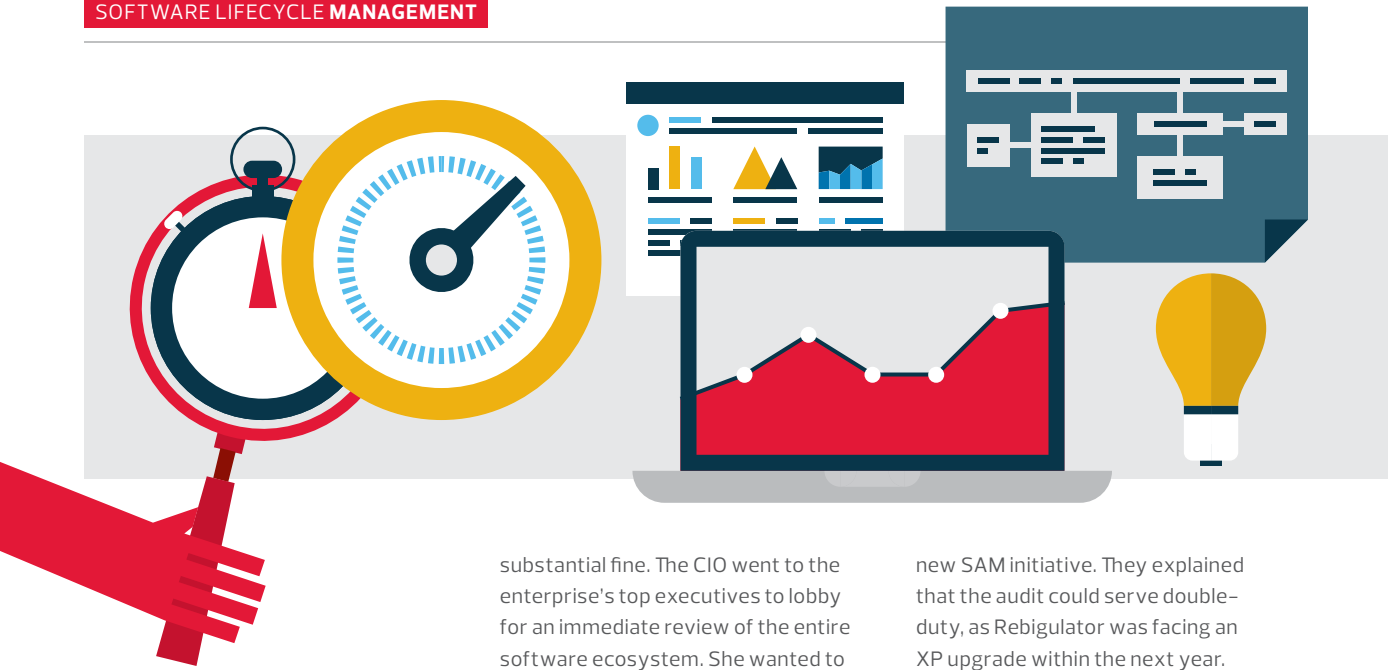 SOFTWARE LIFECYCLE MANAGEMENT
substantial fine. The CIO went to the
enterprise's top executives to lobby
for an immediate review of the entire
software ecosystem. She wanted to
new SAM initiative. They explained
that the audit could serve double-
duty, as Rebigulator was facing an
XP upgrade within the next year.